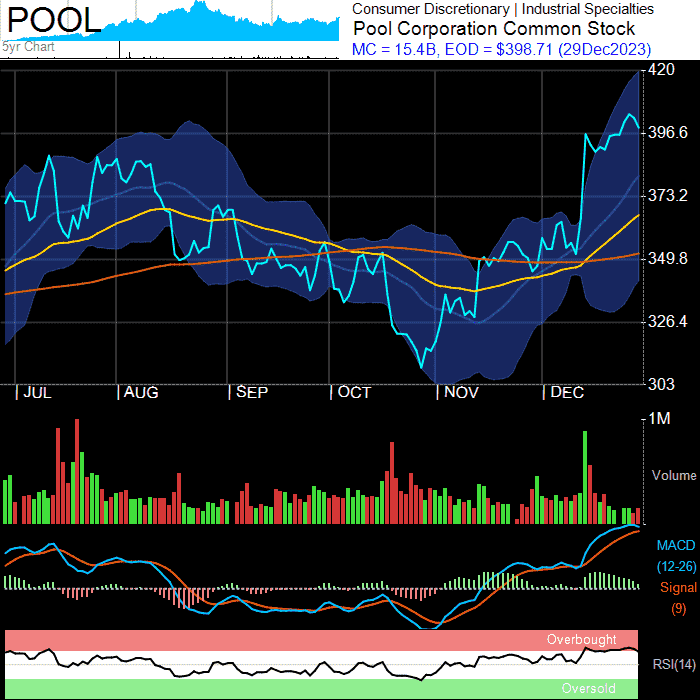 POOL
5yr Chart
Consumer Discretionary | Industrial Specialties
Pool Corporation Common Stock
MC = 15.4B, EOD = $398.71 (29Dec2023)
420
396.6
373.2
349.8
326.4
303
JUL AUG SEP OCT NOV DEC
1M
Volume
MACD
(12-26)
Signal
(9)
Overbought
RSI(14)
Oversold